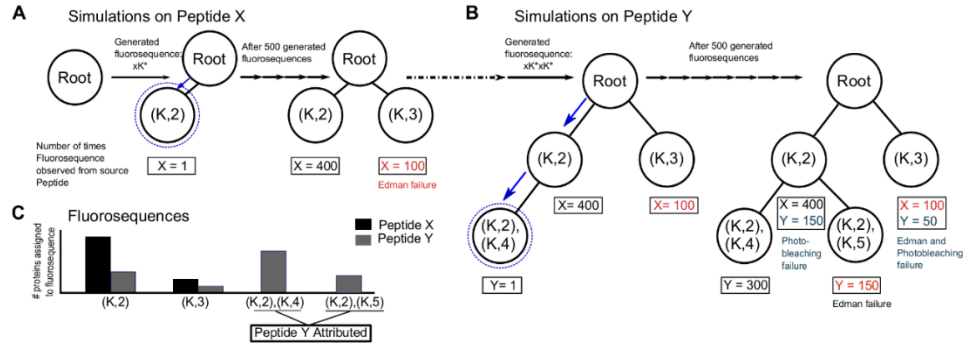 A
Simulations on Peptide X
Generated
fluorosequence:
xK*
After 500 generated
fluorosequences
Root
Root
Root
(K,2)
(K,2)
(K,3)
Number of times
Fluorosequence
observed from source
Peptide
X = 1
X = 400
X = 100
Edman failure
B
Simulations on Peptide Y
Generated
fluorosequence:
xK*xK*
After 500 generated
fluorosequences
Root
Root
(K,2)
(K,3)
(K,2)
(K,3)
X= 400
X = 100
X = 400
Y = 150
X = 100
Y = 50
(K,2),
(K,4)
(K,2),
(K,4)
(K,2),
(K,5)
Photo-
bleaching
failure
Edman and
Photobleaching
failure
Y= 1
Y = 300
Y = 150
Edman failure
C
Fluorosequences
Peptide X
Peptide Y
# proteins assigned
to fluorosequence
(K,2)
(K,3)
(K,2),(K,4)
(K,2),(K,5)
Peptide Y Attributed